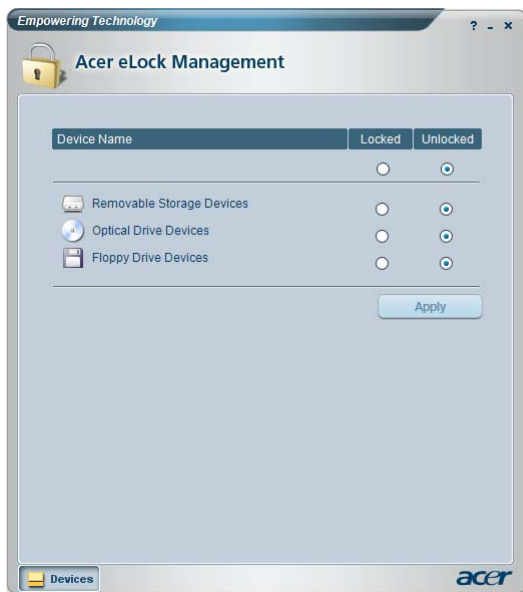 Empowering Technology
? - ×
Acer eLock Management
Device Name Locked Unlocked
Removable Storage Devices
Optical Drive Devices
Floppy Drive Devices
Apply
Devices acer